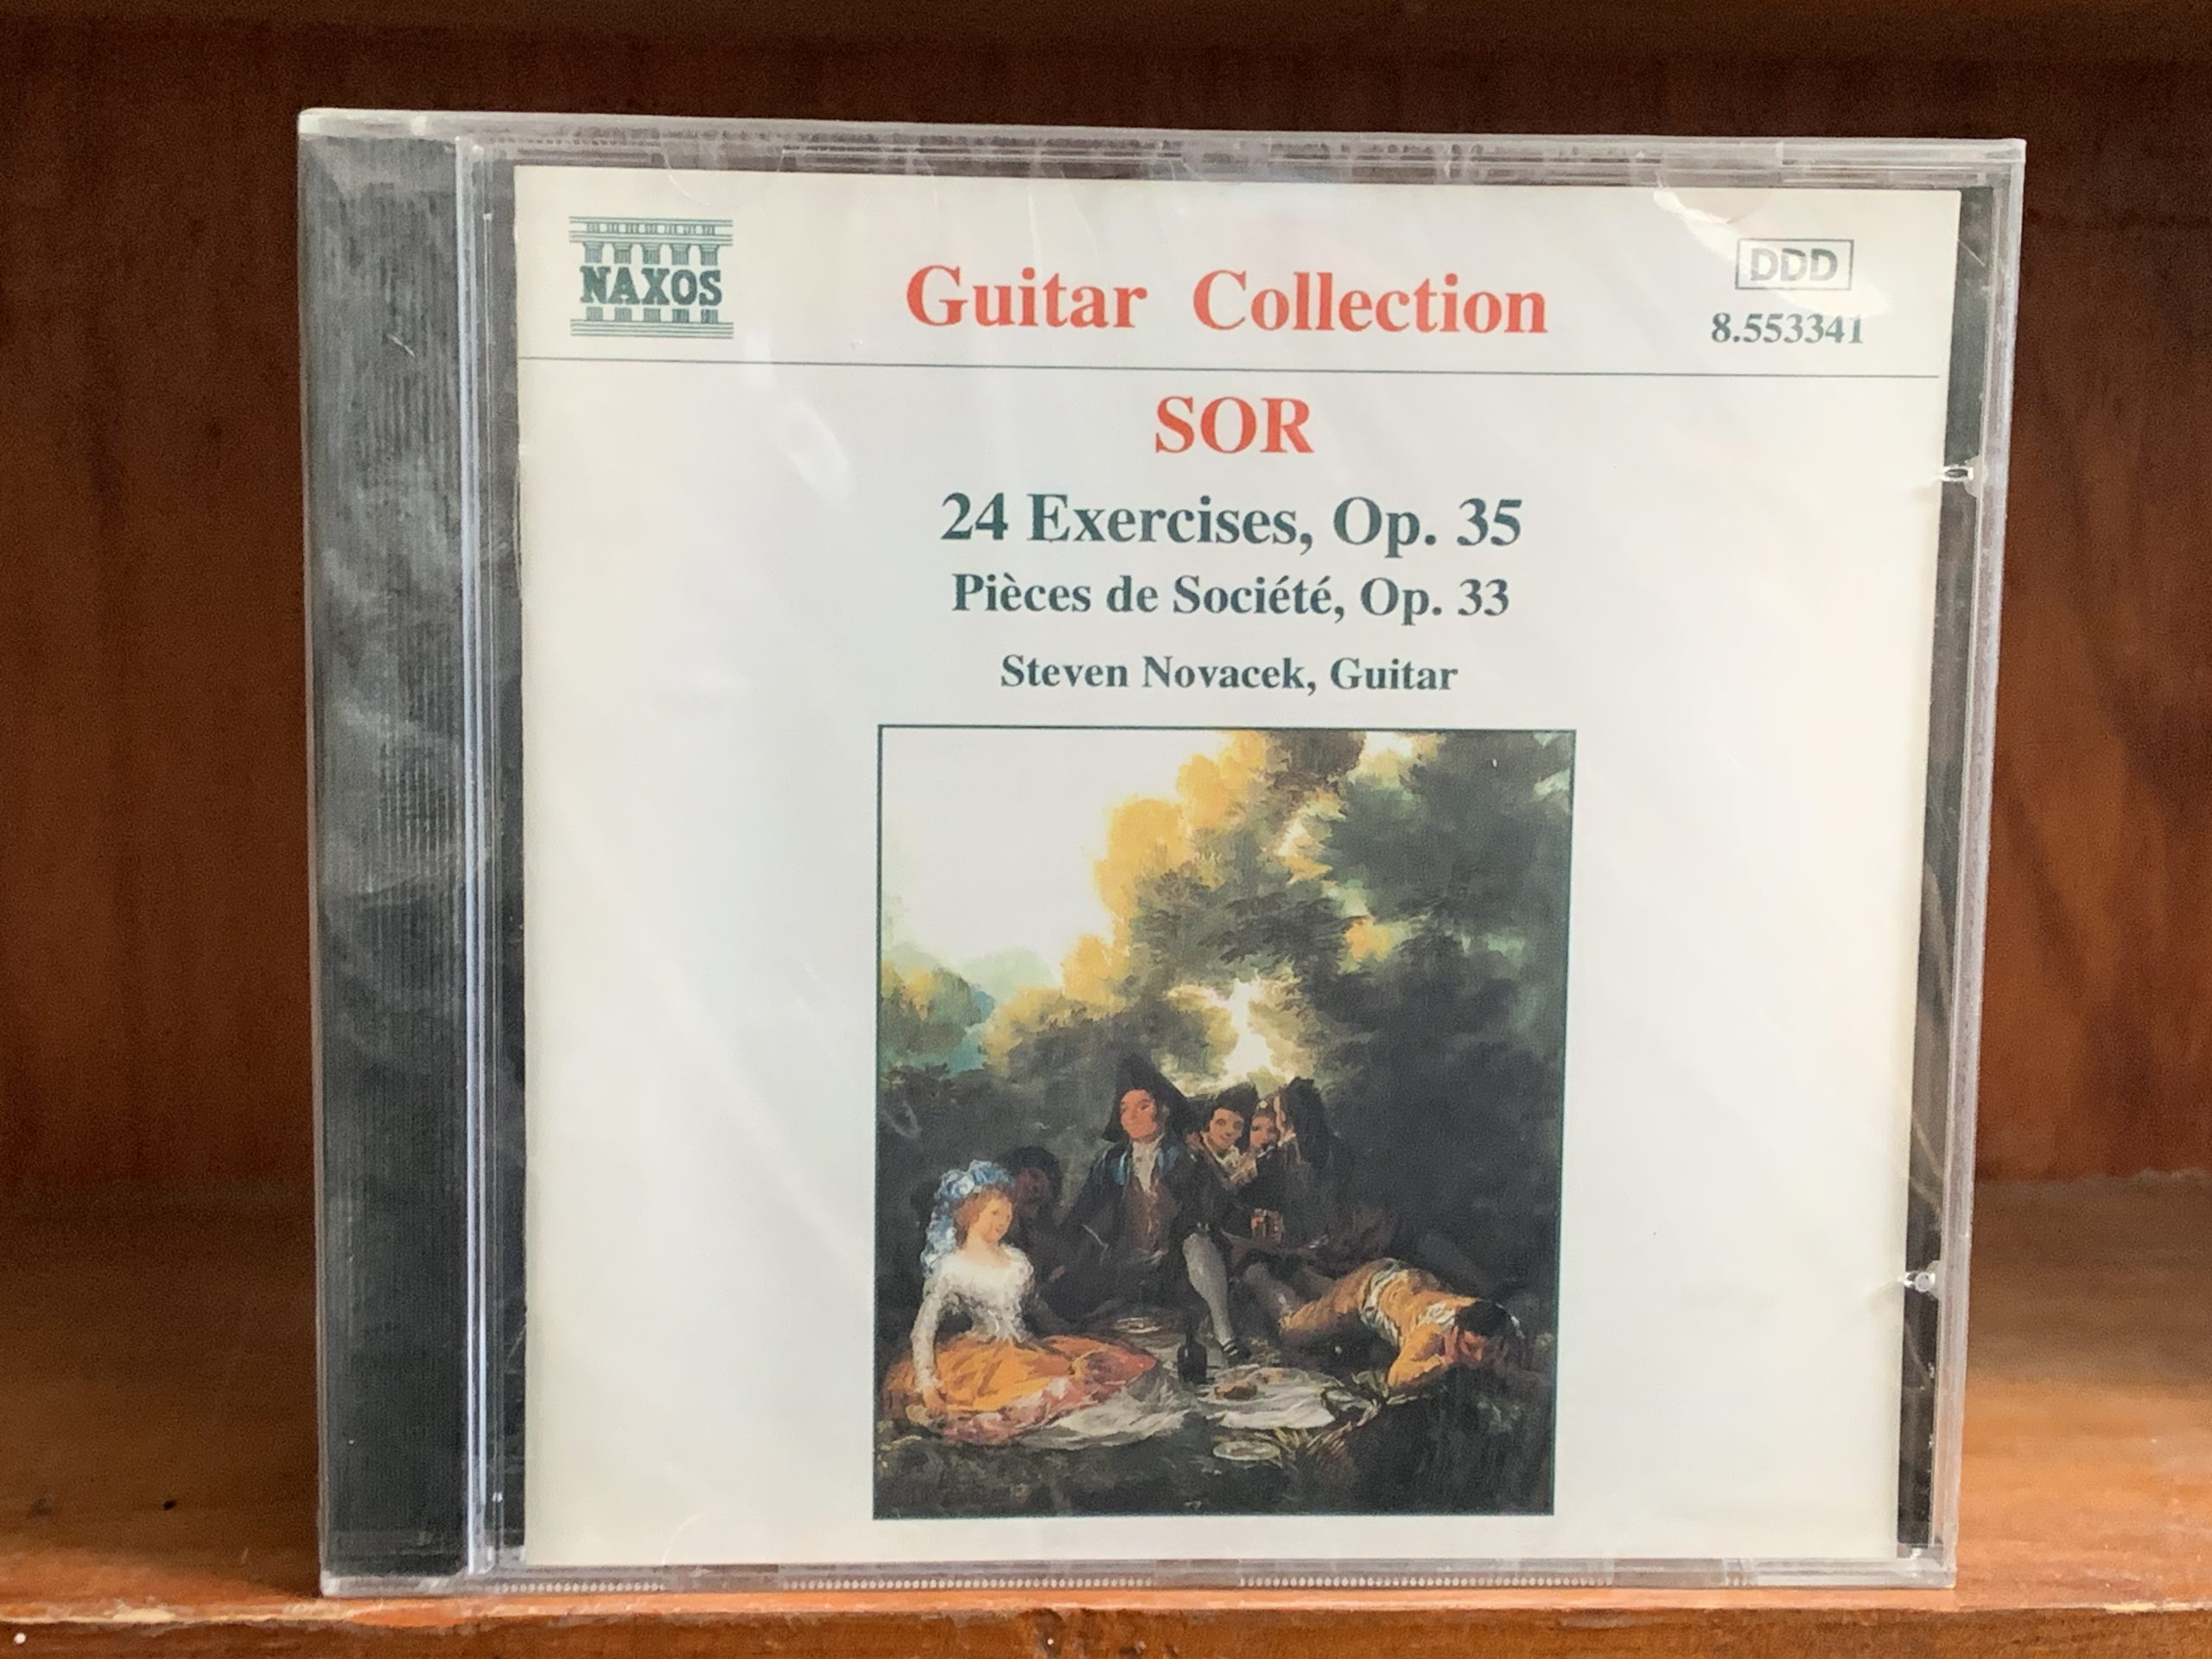 NAXOS
Guitar Collection
DDD
8.553341
SOR
24 Exercises, Op. 35
Pièces de Société, Op. 33
Steven Novacek, Guitar